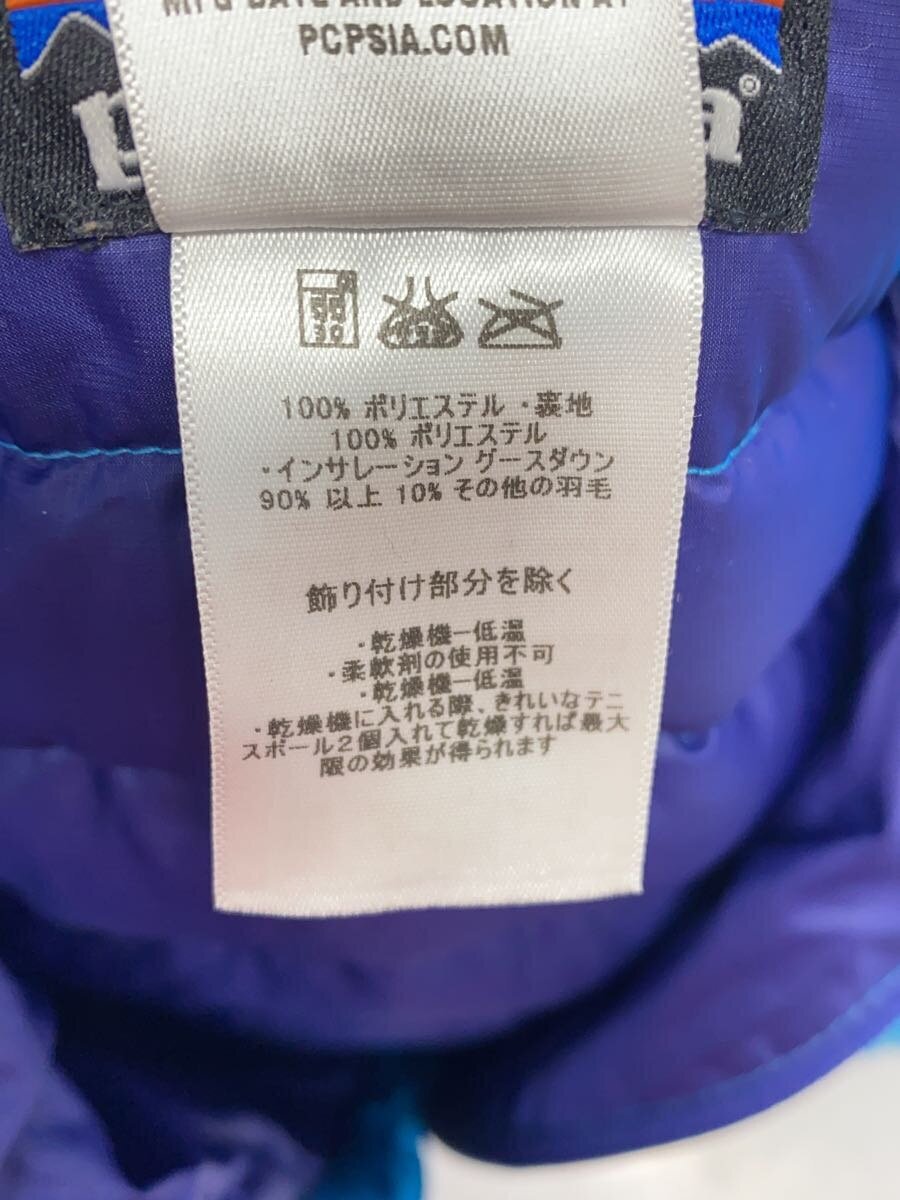 MFG DATE AND LOCATION AT
PCPSIA.COM
p a®
30
100% ポリエステル ・裏地
100% ポリエステル
・インサレーション グースダウン
90% 以上 10% その他の羽毛
飾り付け部分を除く
・乾燥機ー低温
・柔軟剤の使用不可
・乾燥機ー低温
・乾燥機に入れる際、きれいなテニ
スボール2個入れて乾燥すれば最大
限の効果が得られます